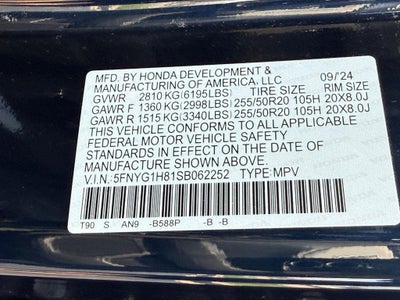 MFD. BY HONDA DEVELOPMENT &
MANUFACTURING OF AMERICA, LLC 09/'24
GVWR 2810 KG(6195LBS) TIRE SIZE RIM SIZE
GAWR F 1360 KG(2998LBS) 255/50R20 105H 20X8.0J
GAWR R 1515 KG(3340LBS) 255/50R20 105H 20X8.0J
THIS VEHICLE CONFORMS TO ALL APPLICABLE
FEDERAL MOTOR VEHICLE SAFETY
STANDARDS IN EFFECT ON THE DATE OF
MANUFACTURE SHOWN ABOVE.
V.I.N: 5FNYG1H81SB062252 TYPE:MPV
T90 S AN9 -B588P -B -B